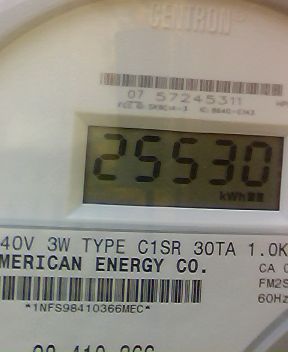 CENTRON
07 57245311
25530
kWh
40V 3W TYPE C1SR 30TA 1.0K
MERICAN ENERGY CO.
CA 0
FM2S
60Hz
*1NFS98410366MEC*